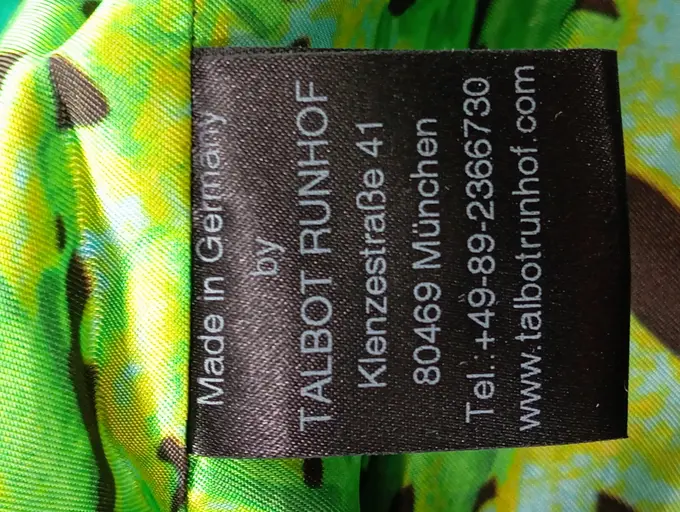 Made in Germany
by
TALBOT RUNHOF
Klenzestraße 41
80469 München
Tel.:+49-89-2366730
www.talbotrunhof.com